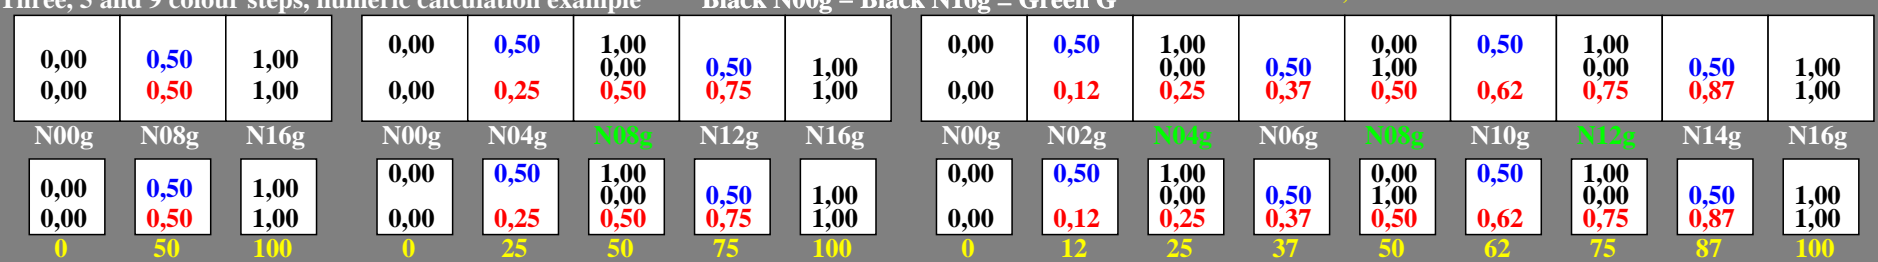 Three, 5 and 9 colour steps, numeric calculation example Black N00g – Black N16g – Green G
0,00 0,50 1,00 0,00 0,50 1,00
0,00 0,50 1,00 0,00 0,50 1,00 0,00 0,50 1,00
0,00 0,50 1,00 0,50 1,00 0,00 0,50
0,00 0,50 1,00 0,00 0,25 0,50 0,75 1,00 0,00 0,12 0,25 0,37 0,50 0,62 0,75 0,87 1,00
N00g N08g N16g N00g N04g N08g N12g N16g N00g N02g N04g N06g N08g N10g N12g N14g N16g
0,00 0,50 1,00 0,00 0,50 1,00 0,00 0,50 1,00
0,00 0,50 1,00 0,00 0,50 1,00 0,00 0,50 1,00 0,00 0,50 1,00
0,00 0,50 1,00 0,00 0,25 0,50 0,75 1,00 0,00 0,12 0,25 0,37 0,50 0,62 0,75 0,87 1,00
0 50 100 0 25 50 75 100 0 12 25 37 50 62 75 87 100